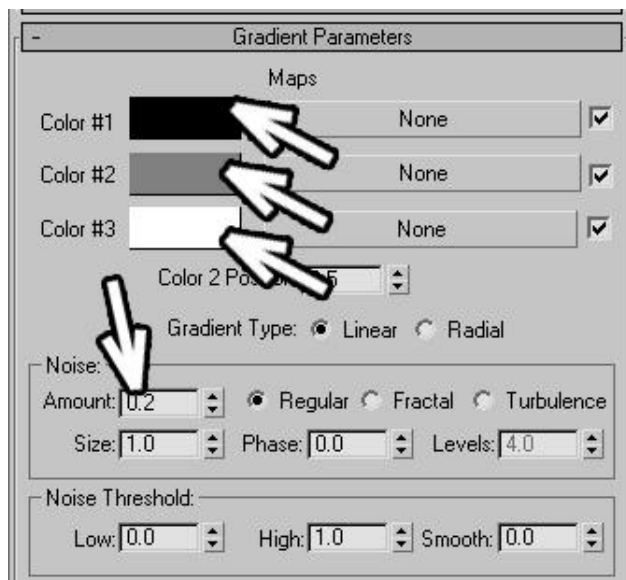 - Gradient Parameters
Maps
Color #1 None
Color #2 None
Color #3 None
Color 2 .5
Gradient Type: Linear Radial
Noise:
Amount: 0.2 Regular Fractal Turbulence
Size: 1.0 Phase: 0.0 Levels: 4.0
Noise Threshold:
Low: 0.0 High: 1.0 Smooth: 0.0